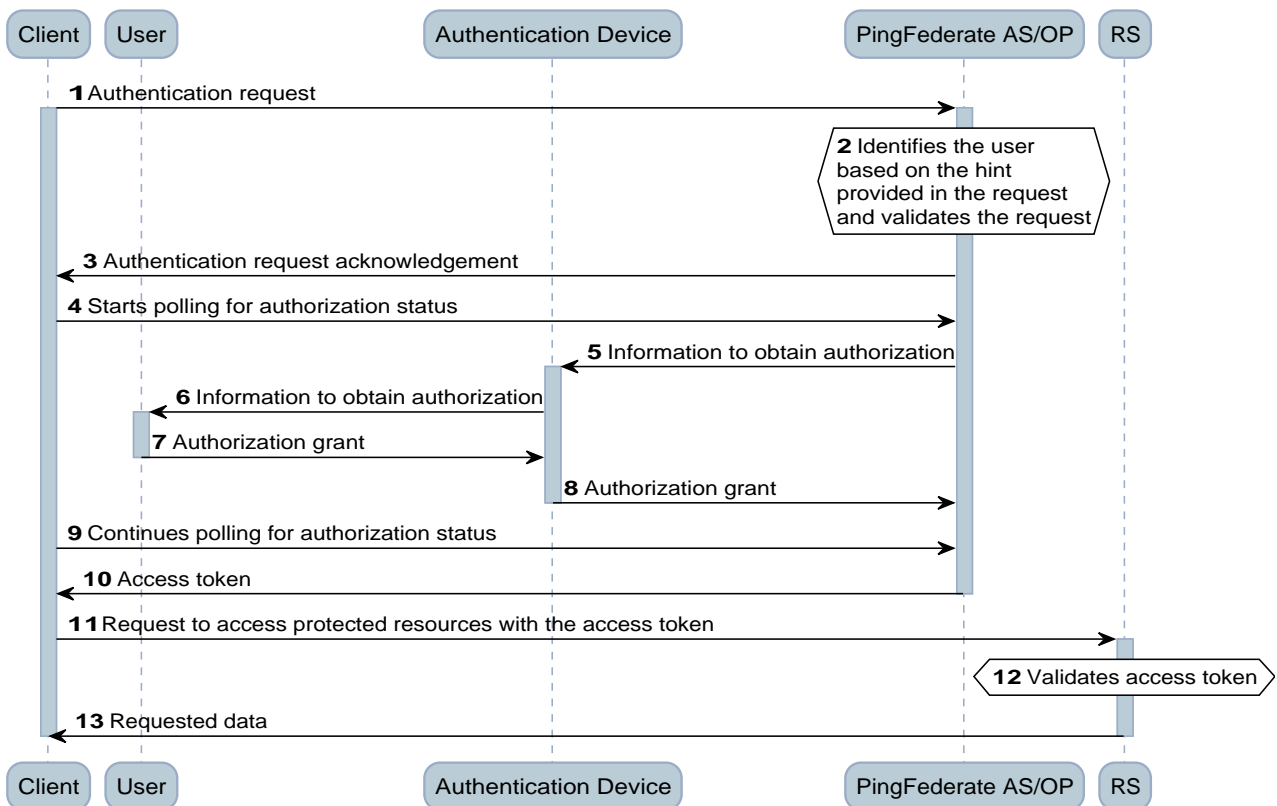 Client
User
Authentication Device
PingFederate AS/OP
RS
1 Authentication request
2 Identifies the user
based on the hint
provided in the request
and validates the request
3 Authentication request acknowledgement
4 Starts polling for authorization status
5 Information to obtain authorization
6 Information to obtain authorization
7 Authorization grant
8 Authorization grant
9 Continues polling for authorization status
10 Access token
11 Request to access protected resources with the access token
12 Validates access token
13 Requested data
Client
User
Authentication Device
PingFederate AS/OP
RS